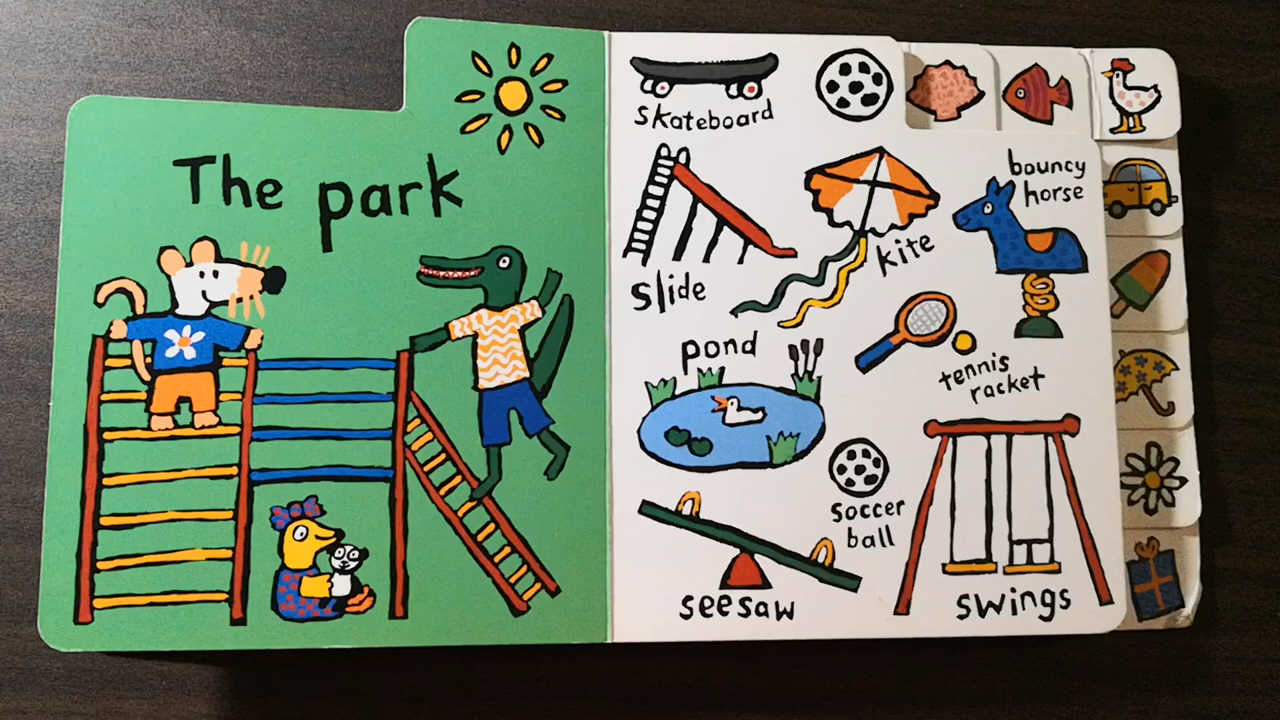 The park
skateboard
bouncy
horse
kite
slide
pond
tennis
racket
soccer
ball
seesaw
swings